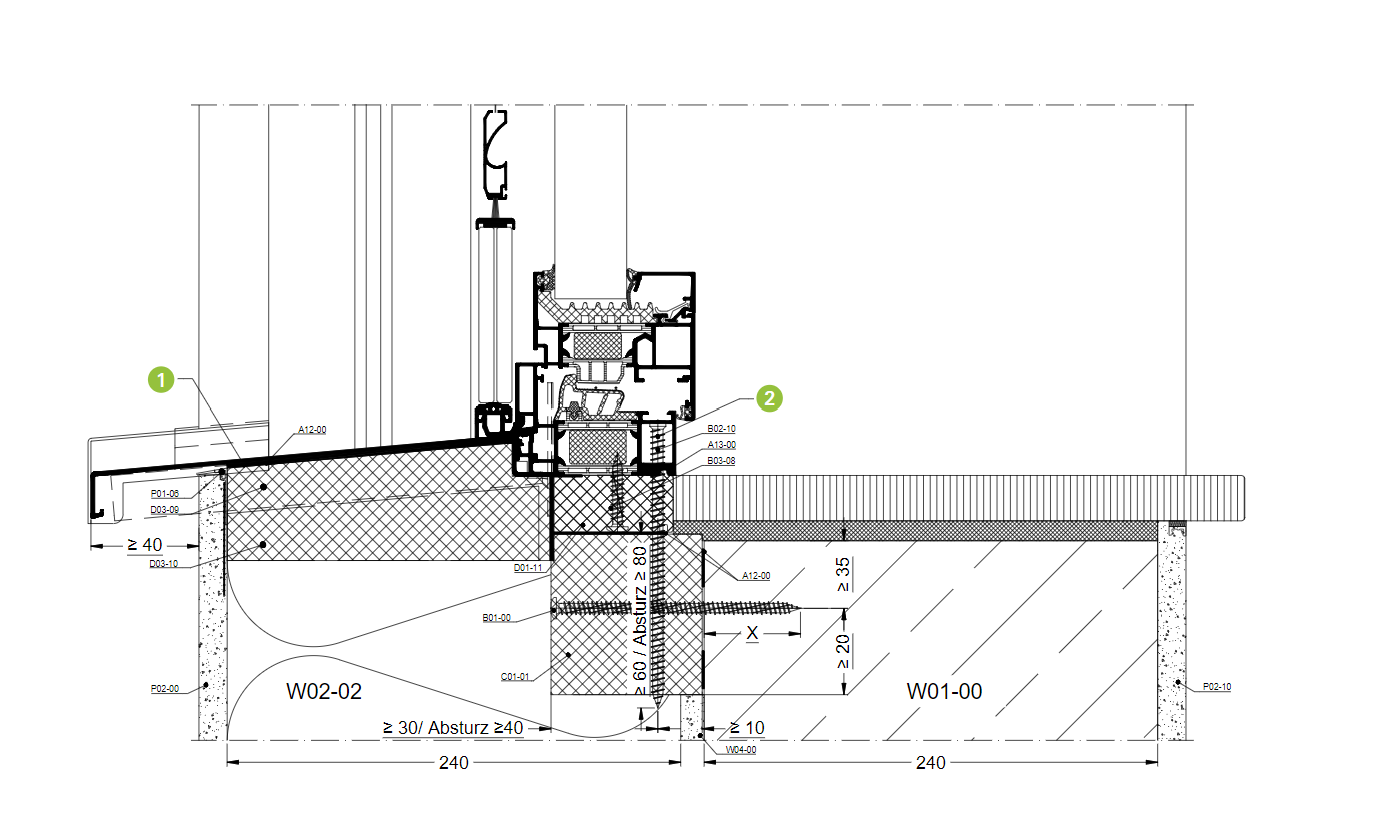 1
2
A12-00
B02-10
A13-00
B03-08
P01-06
D03-09
≥ 40
D03-10
D01-11
A12-00
≥ 60 / Absturz ≥ 80
≥ 35
B01-00
X
≥ 20
C01-01
P02-00
W02-02
W01-00
P02-10
≥ 30/ Absturz ≥40
≥ 10
W04-00
240
240